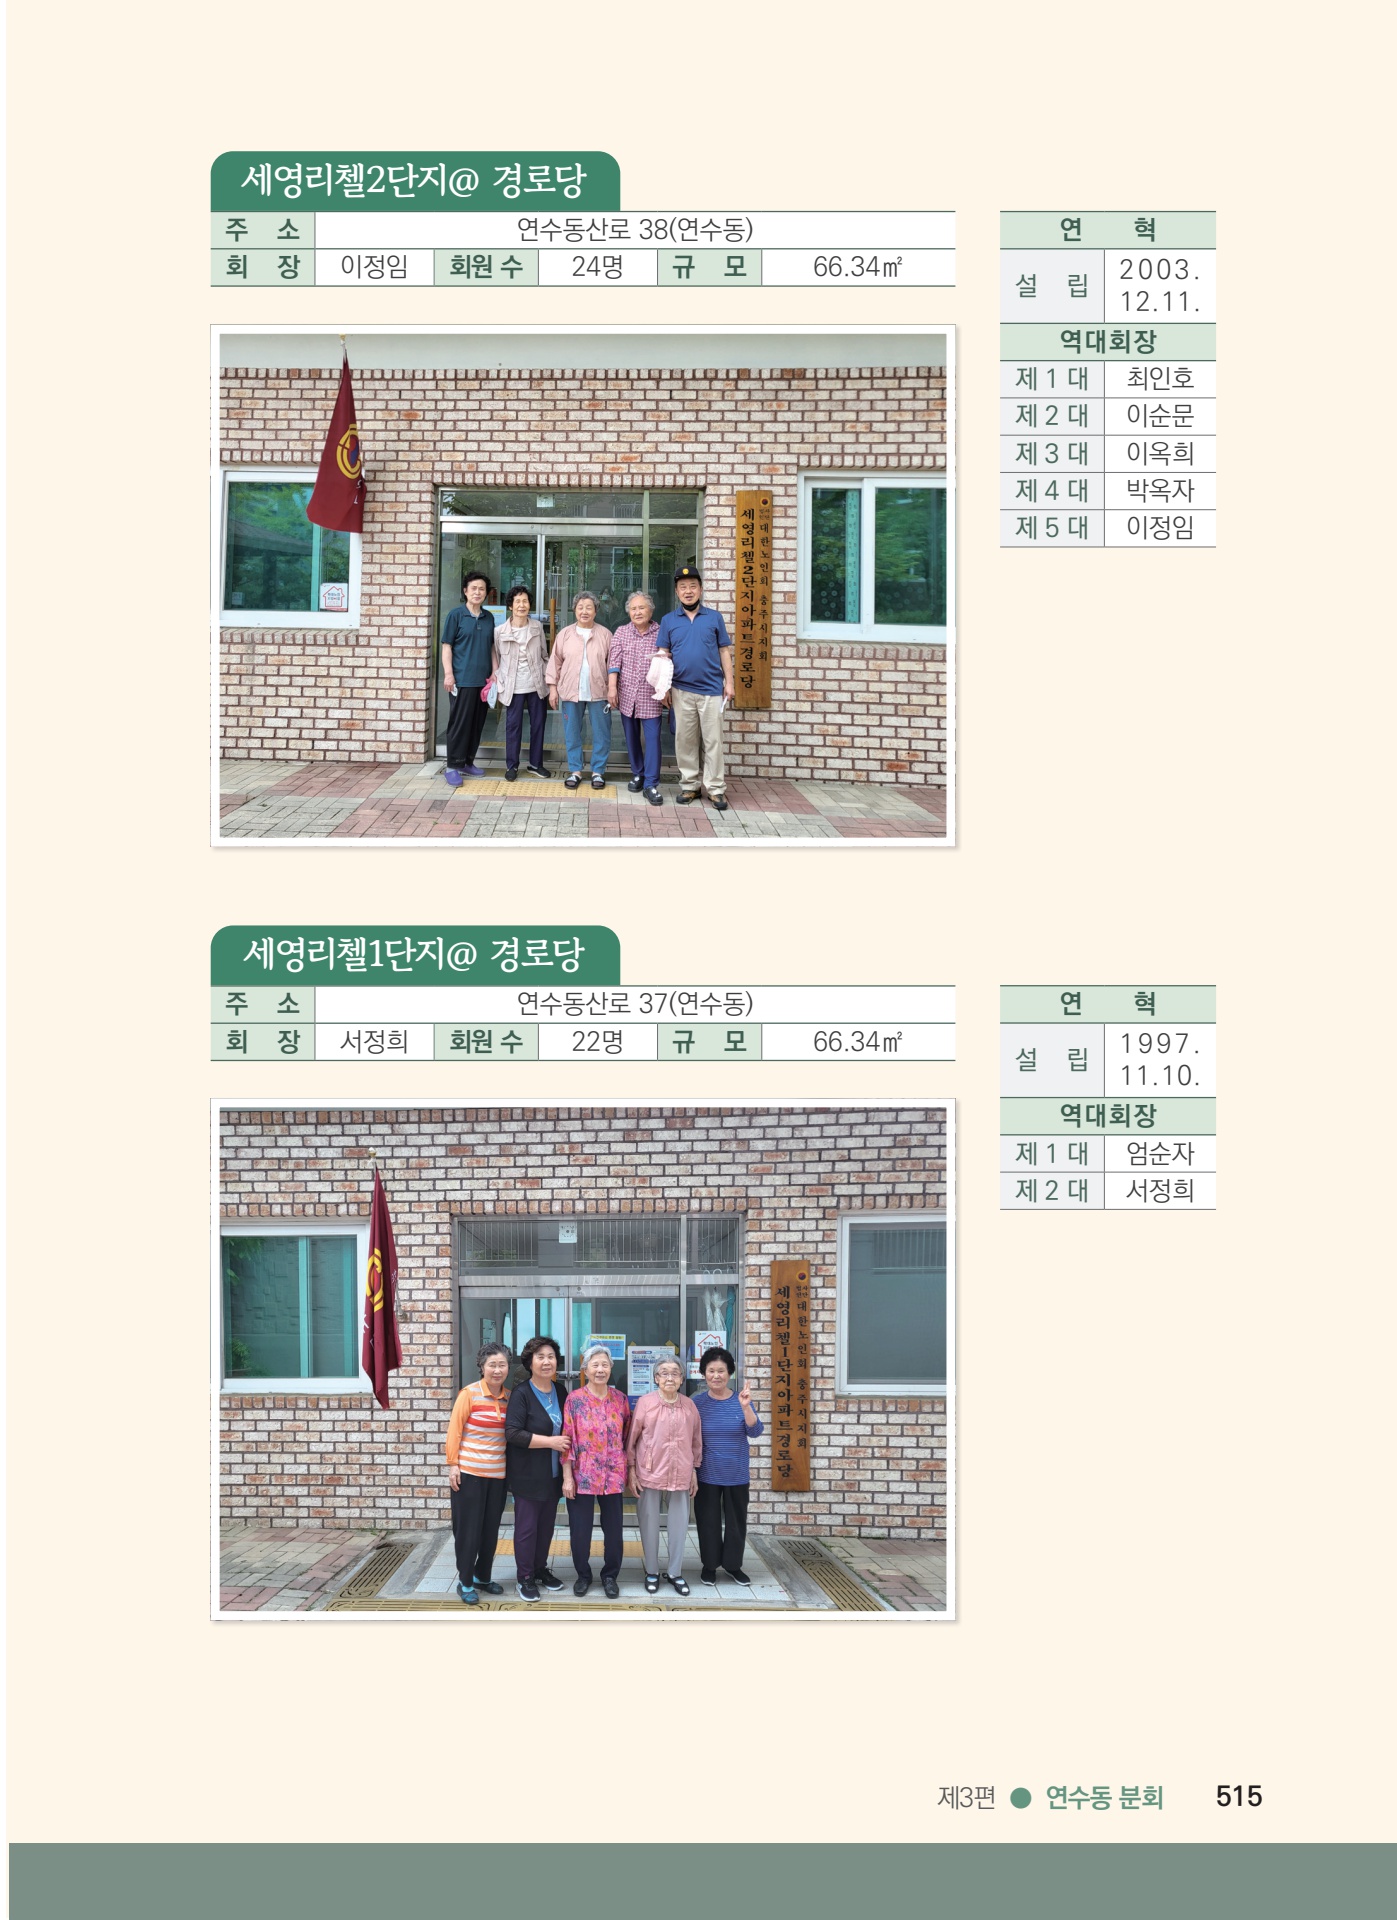 세영리첼2단지@ 경로당
주 소 연수동산로 38(연수동)
회 장 이정임 회원 수 24명 규 모 66.34㎡
연 혁
설 립 2003. 12.11.
역대회장
제 1 대 최인호
제 2 대 이순문
제 3 대 이옥희
제 4 대 박옥자
제 5 대 이정임
대한노인회 충주시지회
세영리첼2단지아파트경로당
세영리첼1단지@ 경로당
주 소 연수동산로 37(연수동)
회 장 서정희 회원 수 22명 규 모 66.34㎡
연 혁
설 립 1997. 11.10.
역대회장
제 1 대 엄순자
제 2 대 서정희
대한노인회 충주시지회
세영리첼1단지아파트경로당
제3편 ● 연수동 분회 515